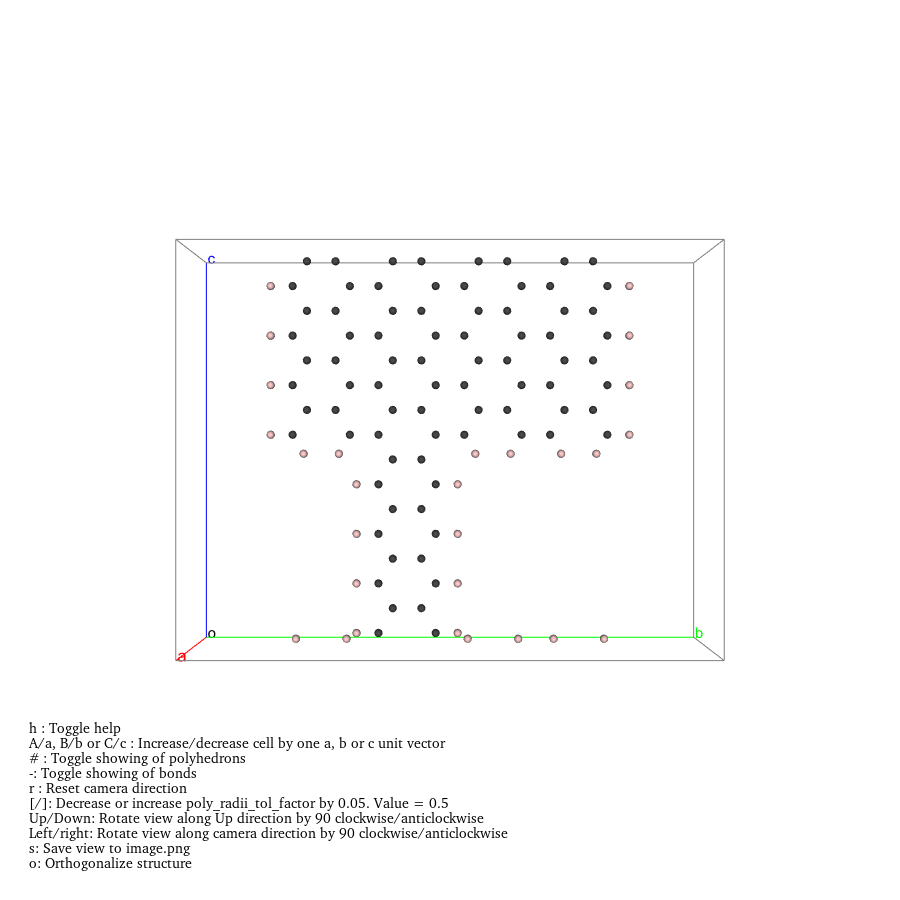 c
o
b
a
h : Toggle help
A/a, B/b or C/c : Increase/decrease cell by one a, b or c unit vector
# : Toggle showing of polyhedrons
-: Toggle showing of bonds
r : Reset camera direction
[/]: Decrease or increase poly_radii_tol_factor by 0.05. Value = 0.5
Up/Down: Rotate view along Up direction by 90 clockwise/anticlockwise
Left/right: Rotate view along camera direction by 90 clockwise/anticlockwise
s: Save view to image.png
o: Orthogonalize structure